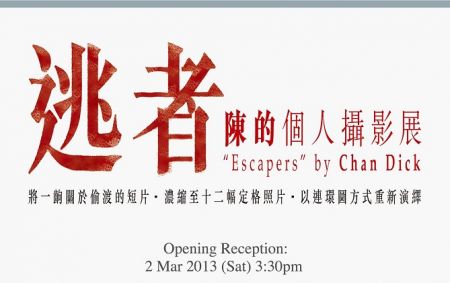 逃者
陳的個人攝影展
“Escapers” by Chan Dick
將一齣關於偷渡的短片‧濃縮至十二幅定格照片‧以連環圖方式重新演繹
Opening Reception:
2 Mar 2013 (Sat) 3:30pm